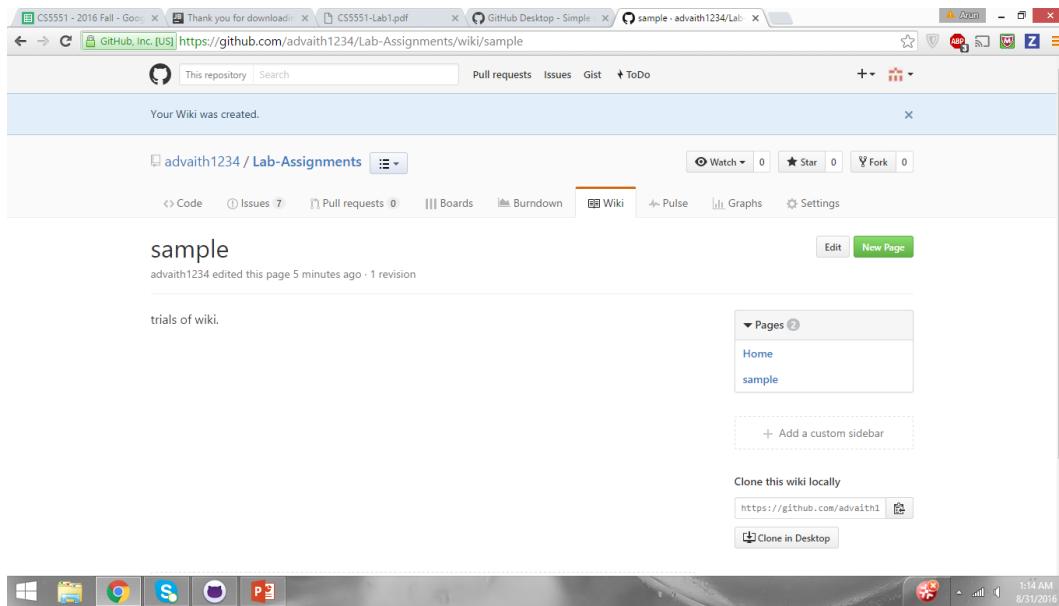 CS5551 - 2016 Fall - Goog
Thank you for downloadin
CS5551-Lab1.pdf
GitHub Desktop - Simple
sample · advaith1234/Lab
Arun
GitHub, Inc. [US] https://github.com/advaith1234/Lab-Assignments/wiki/sample
ABP 3
Z
This repository Search
Pull requests Issues Gist ToDo
Your Wiki was created.
advaith1234 / Lab-Assignments
Watch 0 Star 0 Fork 0
Code Issues 7 Pull requests 0 Boards Burndown Wiki Pulse Graphs Settings
sample
Edit New Page
advaith1234 edited this page 5 minutes ago · 1 revision
trials of wiki.
Pages 2
Home
sample
+ Add a custom sidebar
Clone this wiki locally
https://github.com/advaith1
Clone in Desktop
1:14 AM
8/31/2016